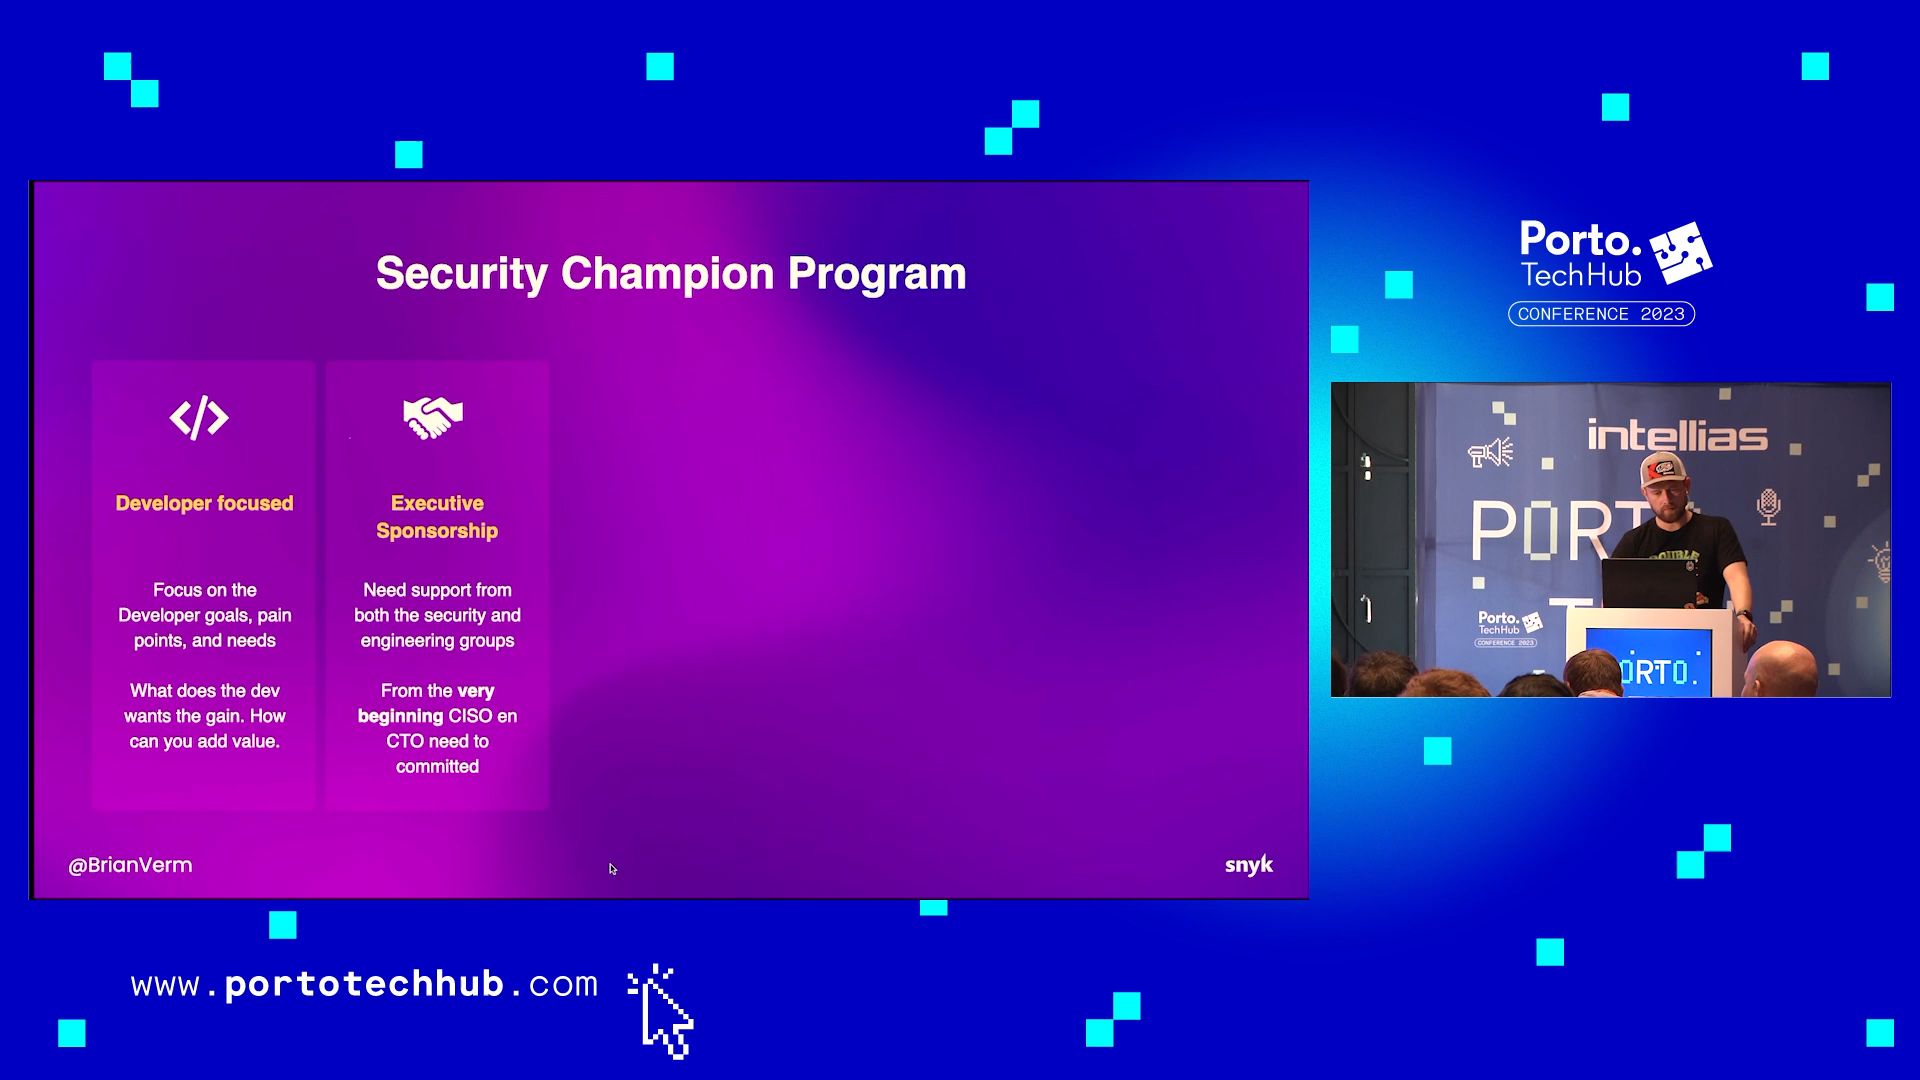 Security Champion Program
Developer focused
Focus on the
Developer goals, pain
points, and needs
What does the dev
wants the gain. How
can you add value.
Executive
Sponsorship
Need support from
both the security and
engineering groups
From the very
beginning CISO en
CTO need to
committed
@BrianVerm
snyk
www.portotechhub.com
Porto.
TechHub
CONFERENCE 2023
intellias
PORT
T
DOUBLE
Porto.
TechHub
CONFERENCE 2023
ORTO.